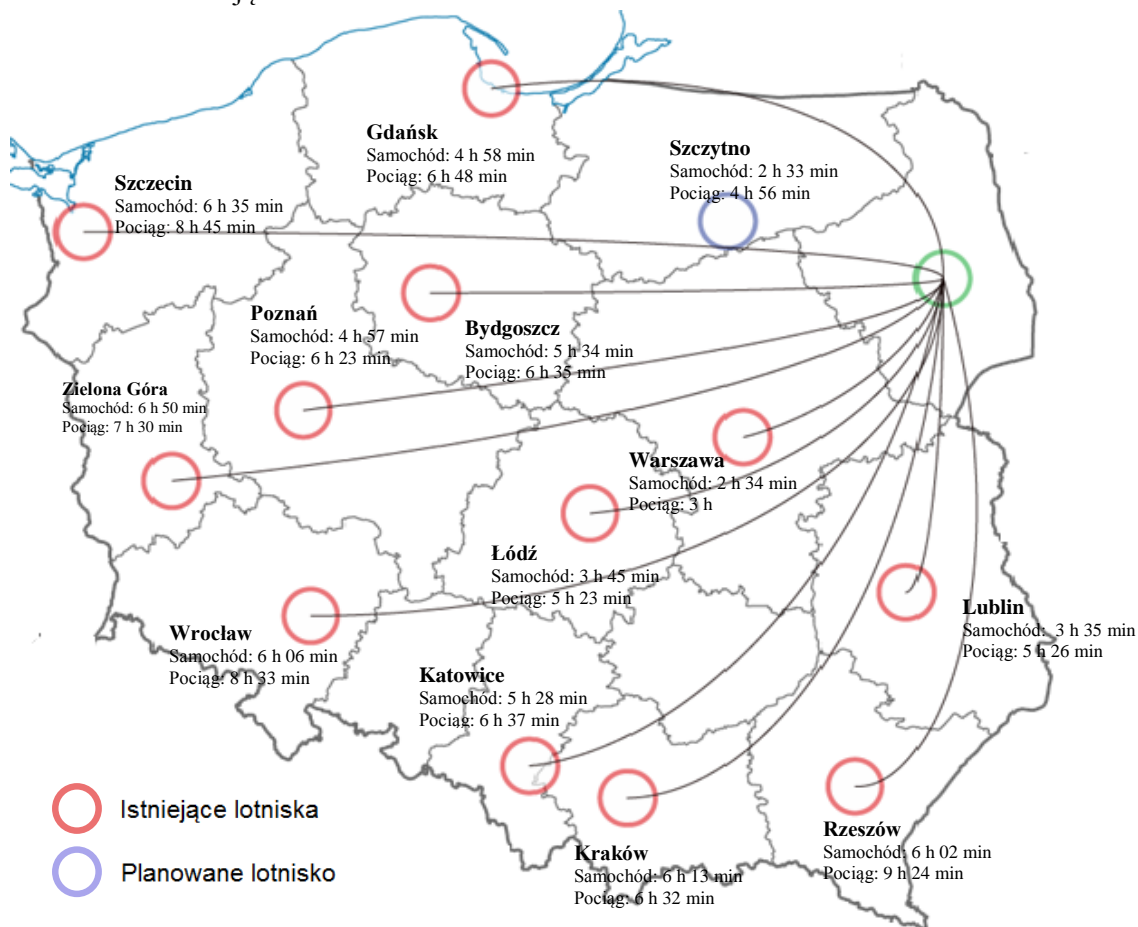 Gdańsk
Samochód: 4 h 58 min
Pociąg: 6 h 48 min
Szczytno
Samochód: 2 h 33 min
Pociąg: 4 h 56 min
Szczecin
Samochód: 6 h 35 min
Pociąg: 8 h 45 min
Poznań
Samochód: 4 h 57 min
Pociąg: 6 h 23 min
Bydgoszcz
Samochód: 5 h 34 min
Pociąg: 6 h 35 min
Zielona Góra
Samochód: 6 h 50 min
Pociąg: 7 h 30 min
Warszawa
Samochód: 2 h 34 min
Pociąg: 3 h
Łódź
Samochód: 3 h 45 min
Pociąg: 5 h 23 min
Lublin
Samochód: 3 h 35 min
Pociąg: 5 h 26 min
Wrocław
Samochód: 6 h 06 min
Pociąg: 8 h 33 min
Katowice
Samochód: 5 h 28 min
Pociąg: 6 h 37 min
Istniejące lotniska
Planowane lotnisko
Kraków
Samochód: 6 h 13 min
Pociąg: 6 h 32 min
Rzeszów
Samochód: 6 h 02 min
Pociąg: 9 h 24 min